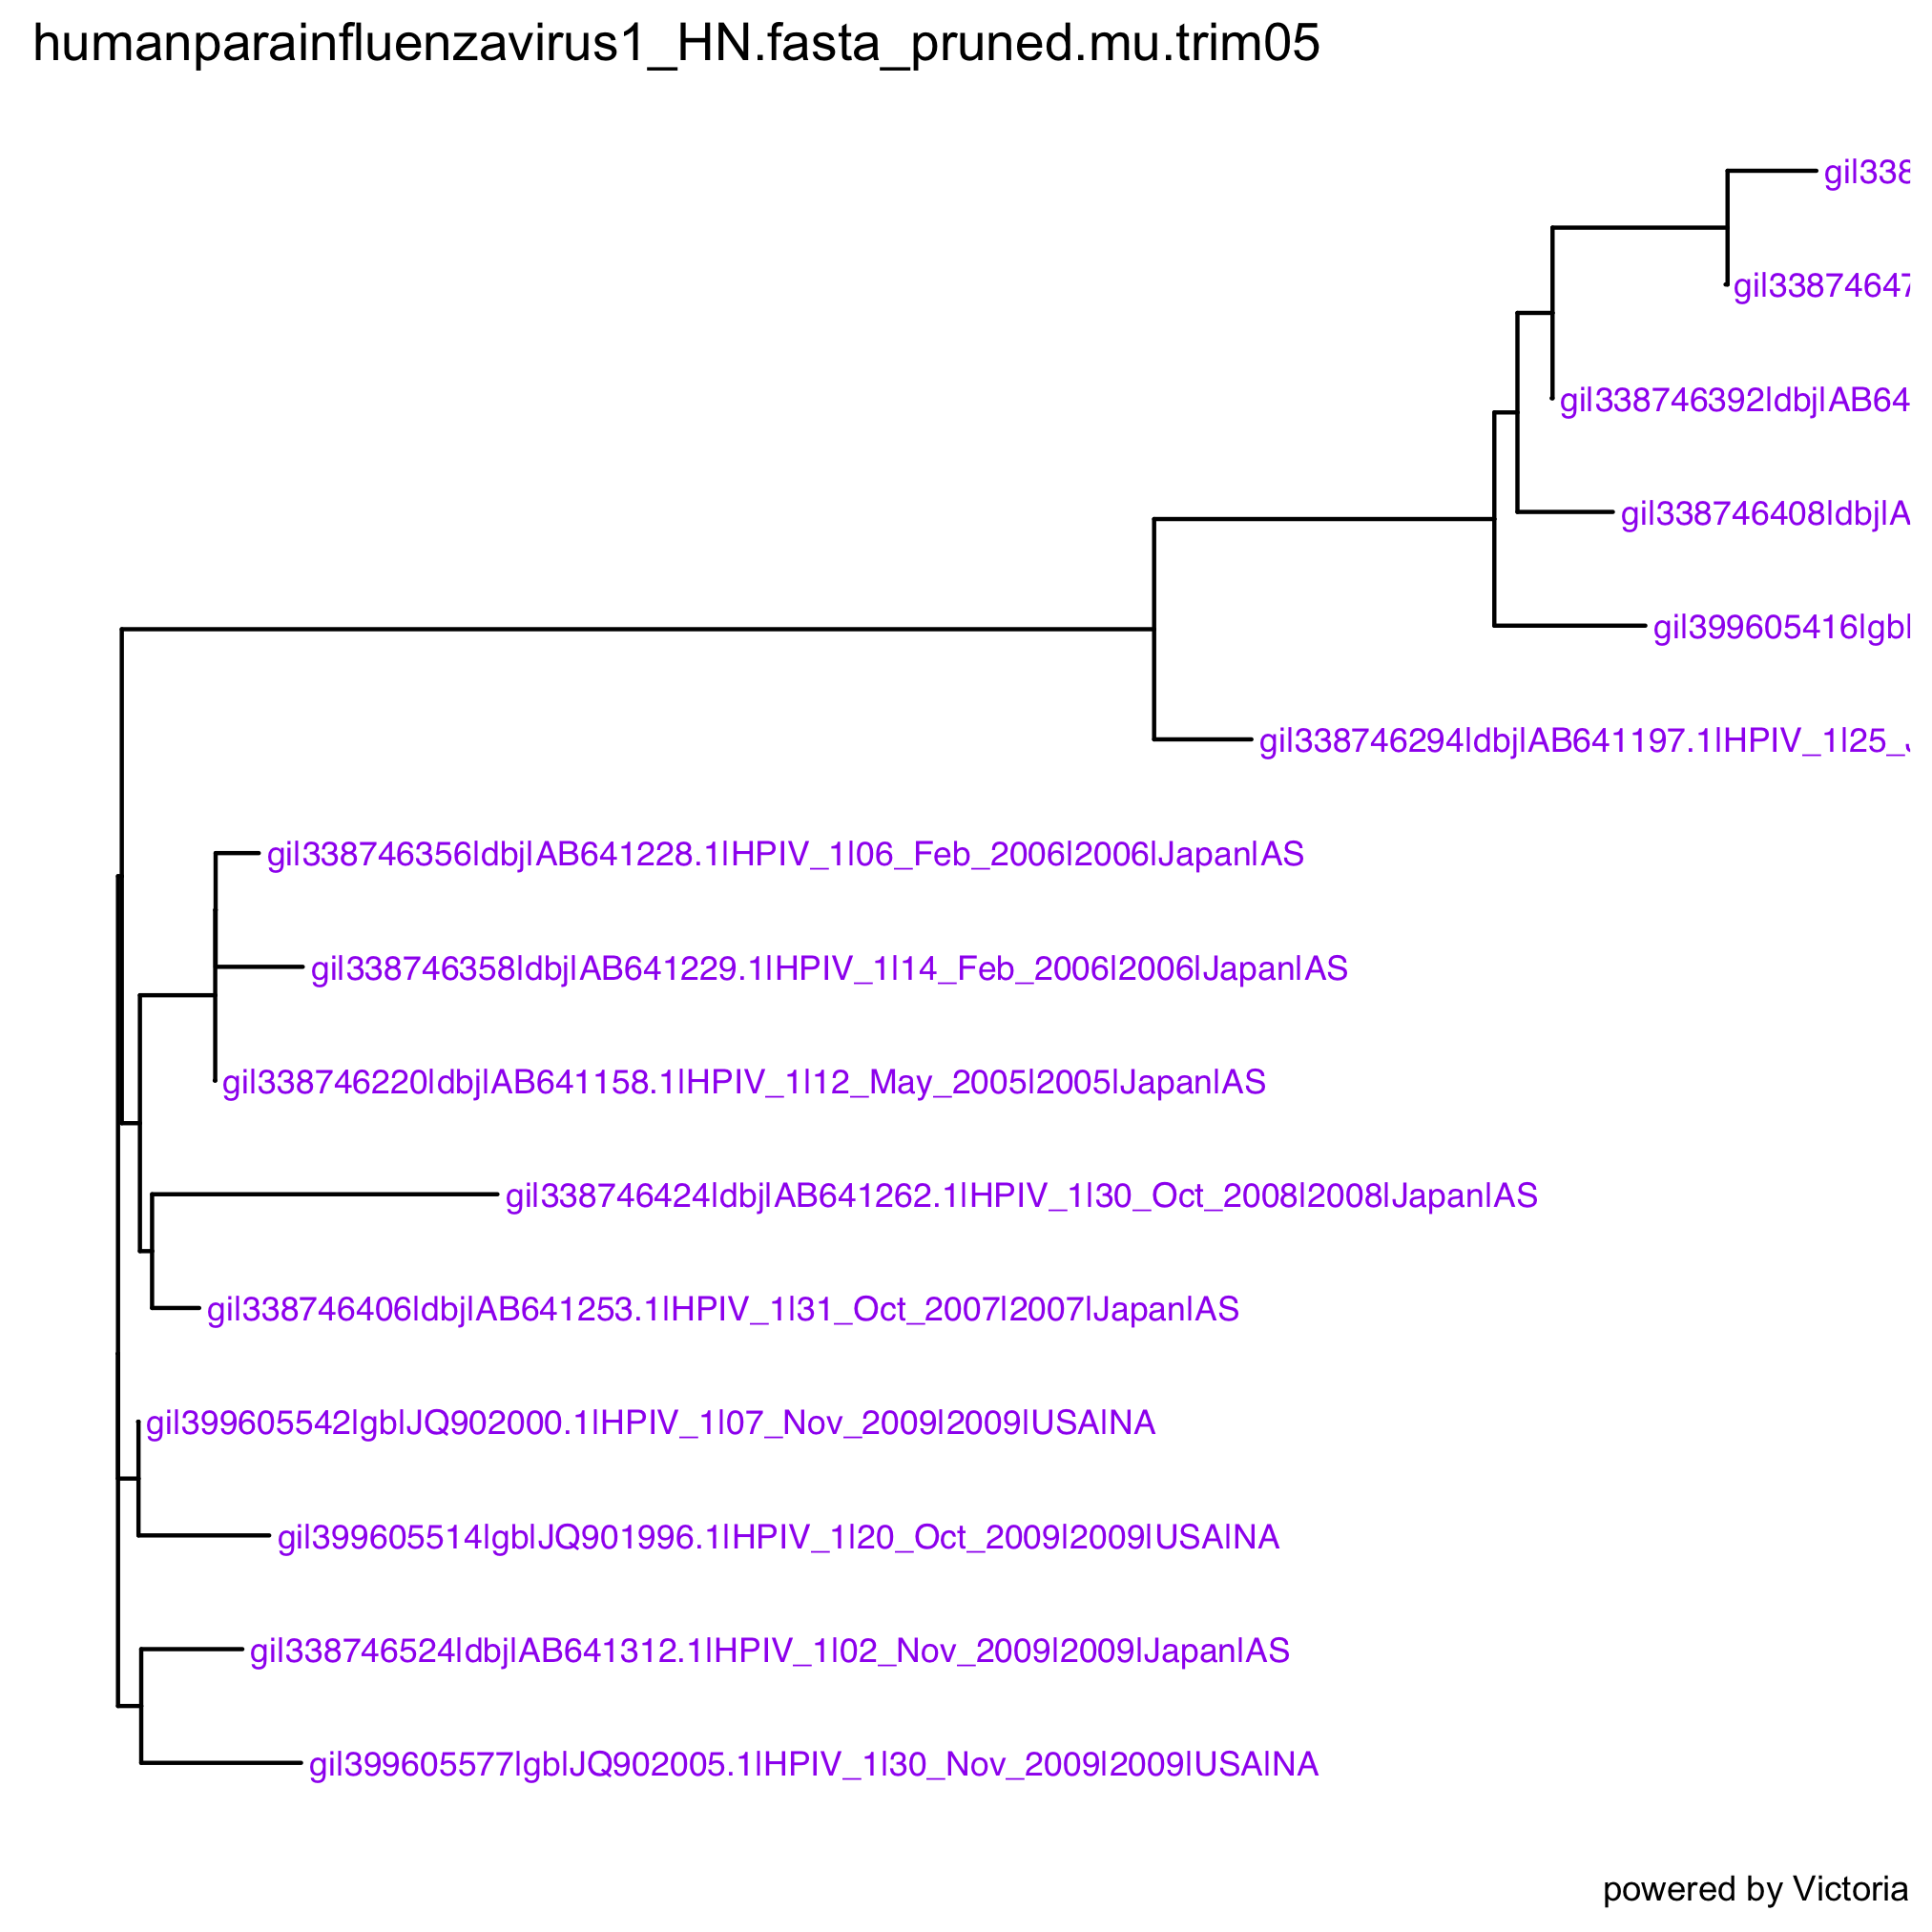 humanparainfluenzavirus1_HN.fasta_pruned.mu.trim05
gi|338
gi|33874647
gi|338746392|dbj|AB64
gi|338746408|dbj|A
gi|399605416|gb|
gi|338746294|dbj|AB641197.1|HPIV_1|25_J
gi|338746356|dbj|AB641228.1|HPIV_1|06_Feb_2006|2006|Japan|AS
gi|338746358|dbj|AB641229.1|HPIV_1|14_Feb_2006|2006|Japan|AS
gi|338746220|dbj|AB641158.1|HPIV_1|12_May_2005|2005|Japan|AS
gi|338746424|dbj|AB641262.1|HPIV_1|30_Oct_2008|2008|Japan|AS
gi|338746406|dbj|AB641253.1|HPIV_1|31_Oct_2007|2007|Japan|AS
gi|399605542|gb|JQ902000.1|HPIV_1|07_Nov_2009|2009|USA|NA
gi|399605514|gb|JQ901996.1|HPIV_1|20_Oct_2009|2009|USA|NA
gi|338746524|dbj|AB641312.1|HPIV_1|02_Nov_2009|2009|Japan|AS
gi|399605577|gb|JQ902005.1|HPIV_1|30_Nov_2009|2009|USA|NA
powered by Victoria